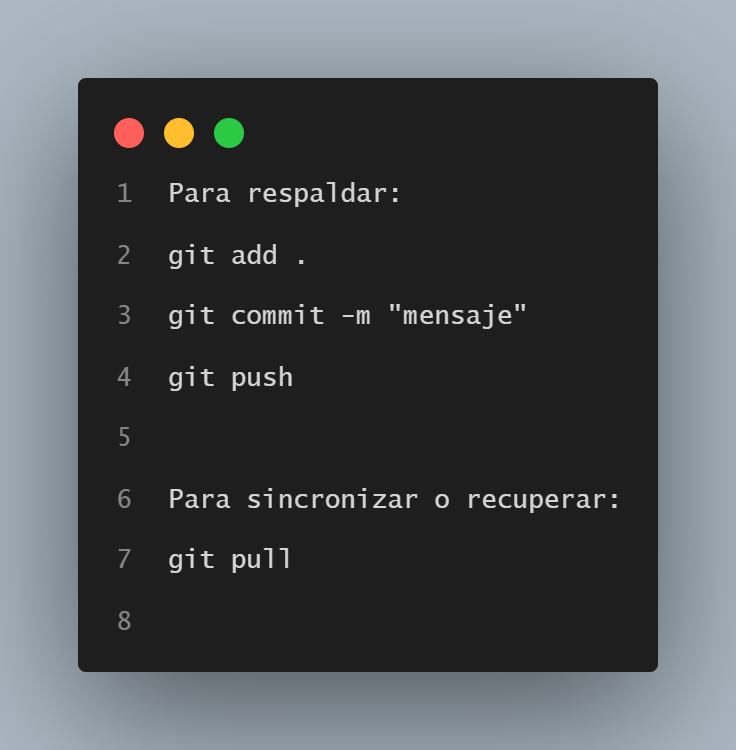 1 Para respaldar:
2 git add .
3 git commit -m "mensaje"
4 git push
5
6 Para sincronizar o recuperar:
7 git pull
8